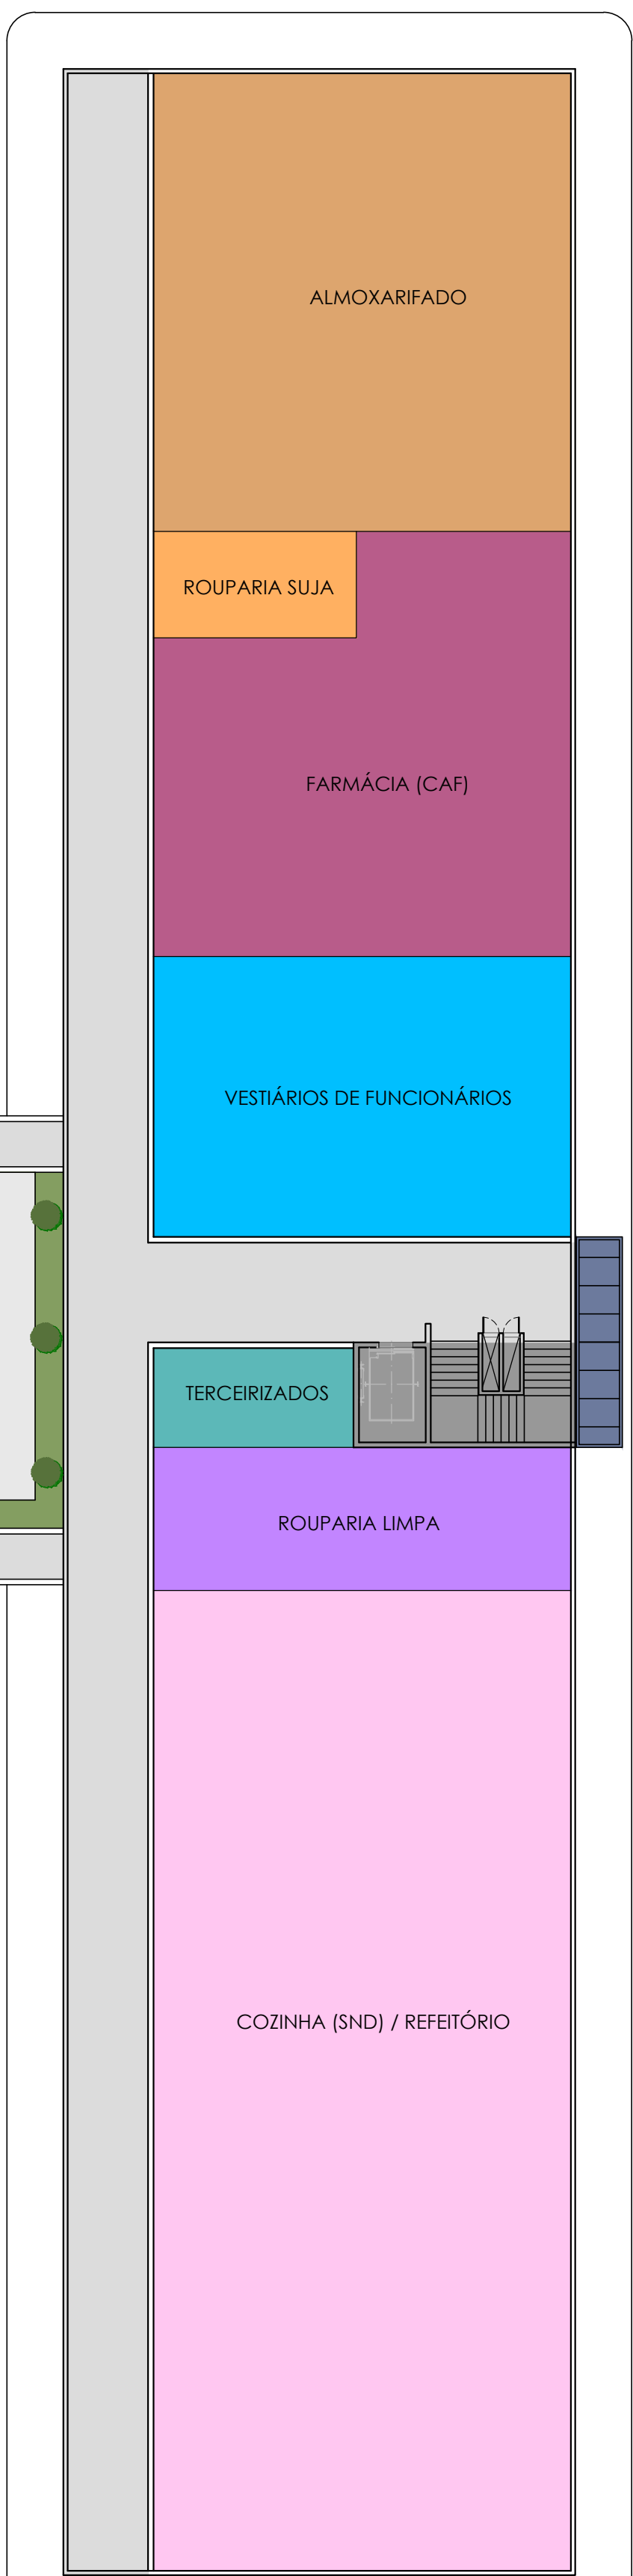 ALMOXARIFADO
ROUPARIA SUJA
FARMÁCIA (CAF)
VESTIÁRIOS DE FUNCIONÁRIOS
TERCEIRIZADOS
ROUPARIA LIMPA
COZINHA (SND) / REFEITÓRIO